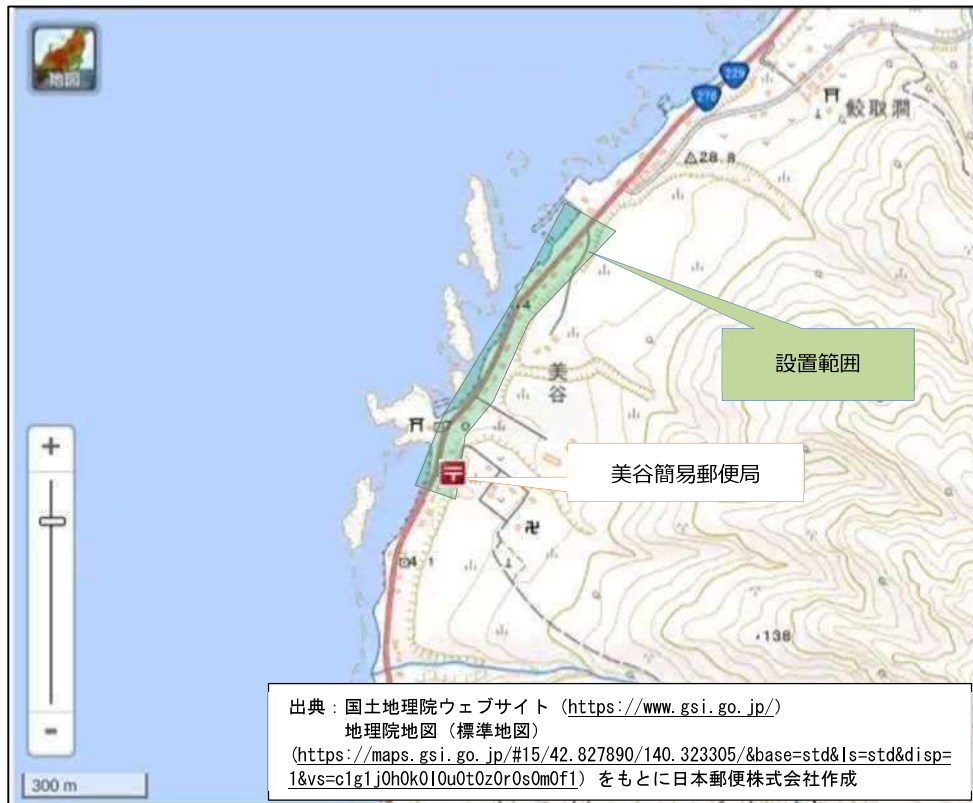 地図
229
276
鮫取澗
28.8
設置範囲
4
美谷
美谷簡易郵便局
4.1
138
300 m
出典：国土地理院ウェブサイト（https://www.gsi.go.jp/）
地理院地図（標準地図）
(https://maps.gsi.go.jp/#15/42.827890/140.323305/&base=std&ls=std&disp=
1&vs=c1g1j0h0k0l0u0t0z0r0s0m0f1) をもとに日本郵便株式会社作成